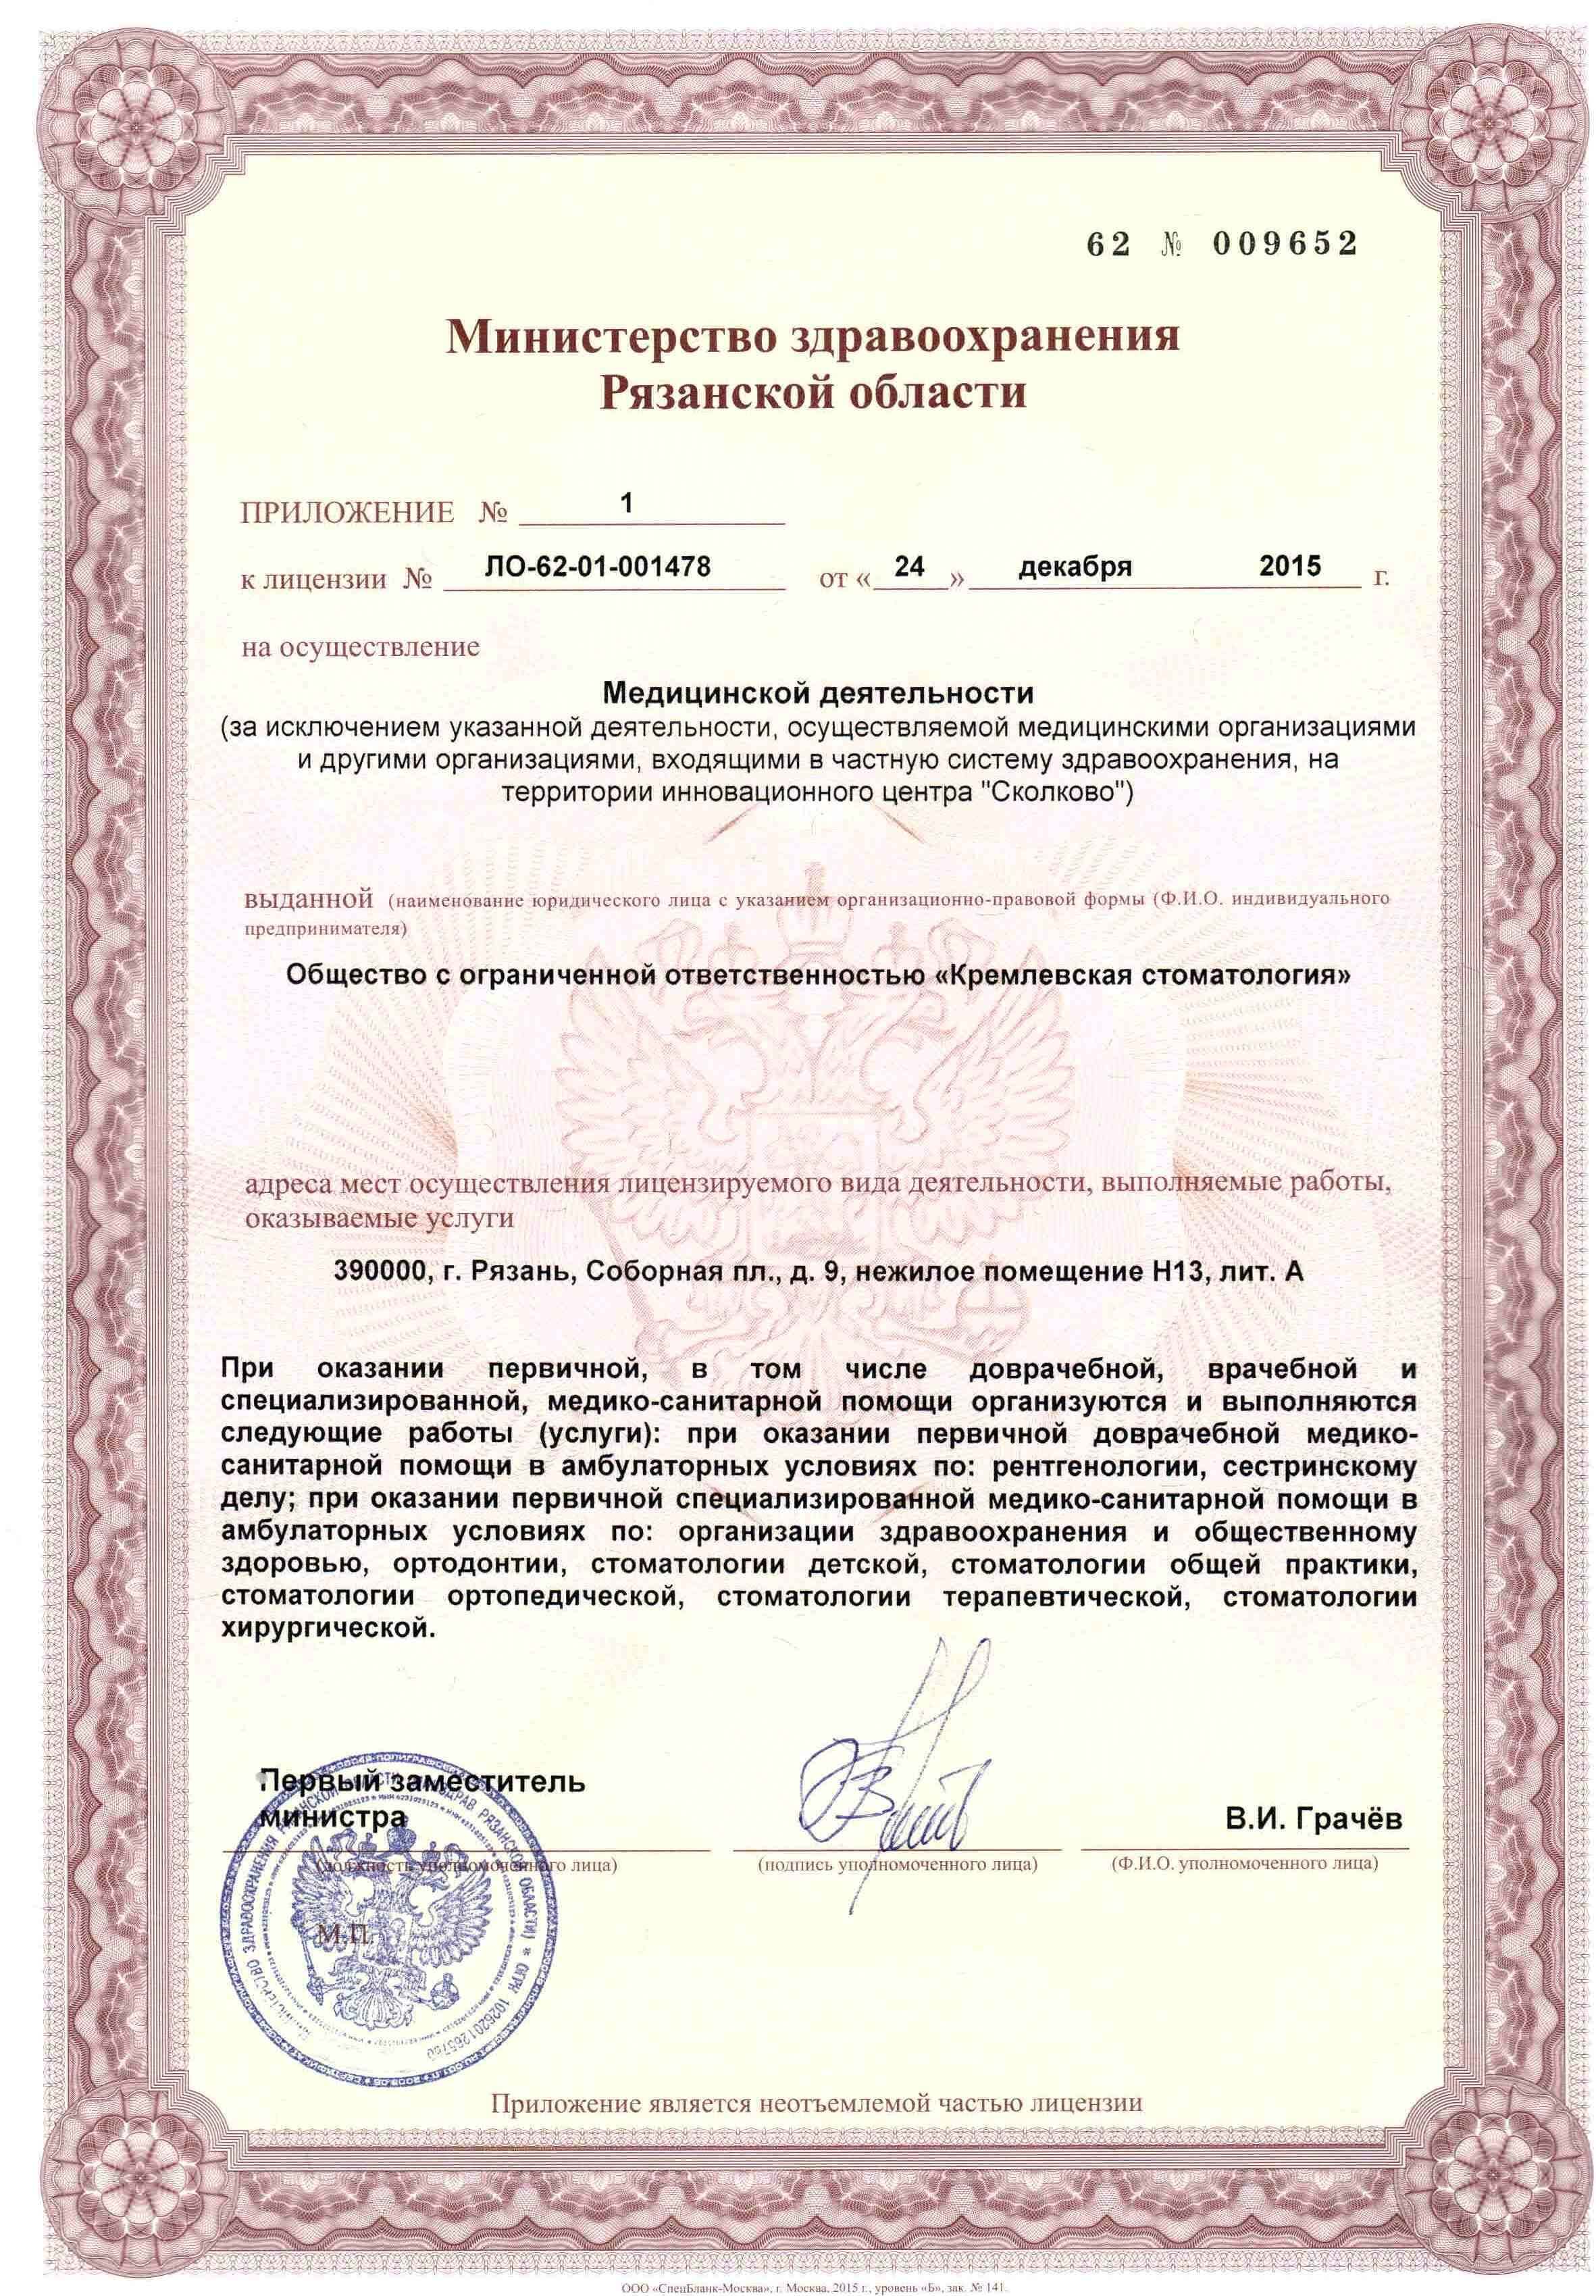 62 № 009652
Министерство здравоохранения
Рязанской области
ПРИЛОЖЕНИЕ № 1
к лицензии № ЛО-62-01-001478 от « 24 » декабря 2015 г.
на осуществление
Медицинской деятельности
(за исключением указанной деятельности, осуществляемой медицинскими организациями
и другими организациями, входящими в частную систему здравоохранения, на
территории инновационного центра "Сколково")
выданной (наименование юридического лица с указанием организационно-правовой формы (Ф.И.О. индивидуального
предпринимателя)
Общество с ограниченной ответственностью «Кремлевская стоматология»
адреса мест осуществления лицензируемого вида деятельности, выполняемые работы,
оказываемые услуги
390000, г. Рязань, Соборная пл., д. 9, нежилое помещение Н13, лит. А
При оказании первичной, в том числе доврачебной, врачебной и
специализированной, медико-санитарной помощи организуются и выполняются
следующие работы (услуги): при оказании первичной доврачебной медико-
санитарной помощи в амбулаторных условиях по: рентгенологии, сестринскому
делу; при оказании первичной специализированной медико-санитарной помощи в
амбулаторных условиях по: организации здравоохранения и общественному
здоровью, ортодонтии, стоматологии детской, стоматологии общей практики,
стоматологии ортопедической, стоматологии терапевтической, стоматологии
хирургической.
Первый заместитель
министра
В.И. Грачёв
(должность уполномоченного лица) (подпись уполномоченного лица) (Ф.И.О. уполномоченного лица)
М.П.
Приложение является неотъемлемой частью лицензии
ООО «СпецБланк-Москва», г. Москва, 2015 г., уровень «Б», зак. № 141.